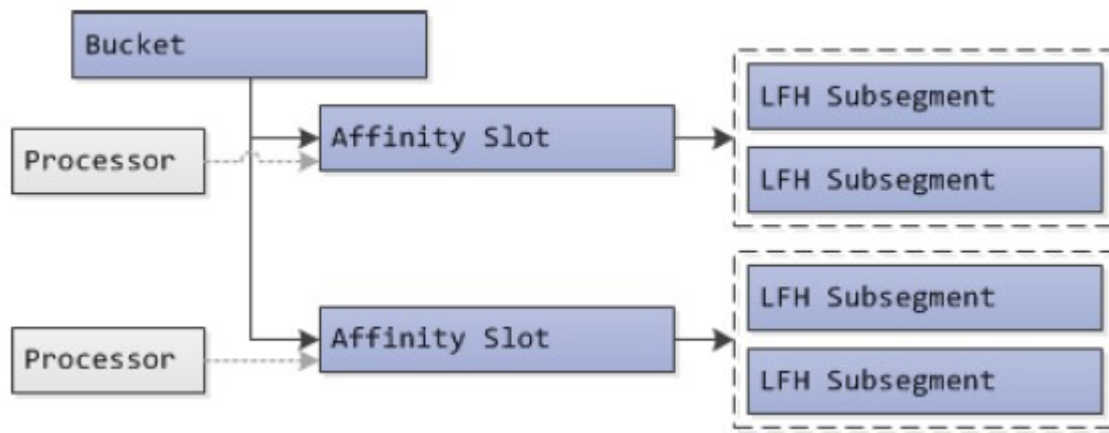 Bucket
LFH Subsegment
Affinity Slot
Processor
LFH Subsegment
LFH Subsegment
Affinity Slot
Processor
LFH Subsegment